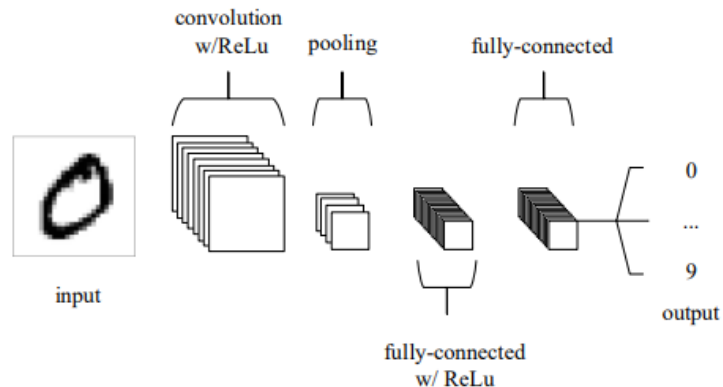 convolution
w/ReLu
pooling
fully-connected
0
...
9
input
output
fully-connected
w/ ReLu